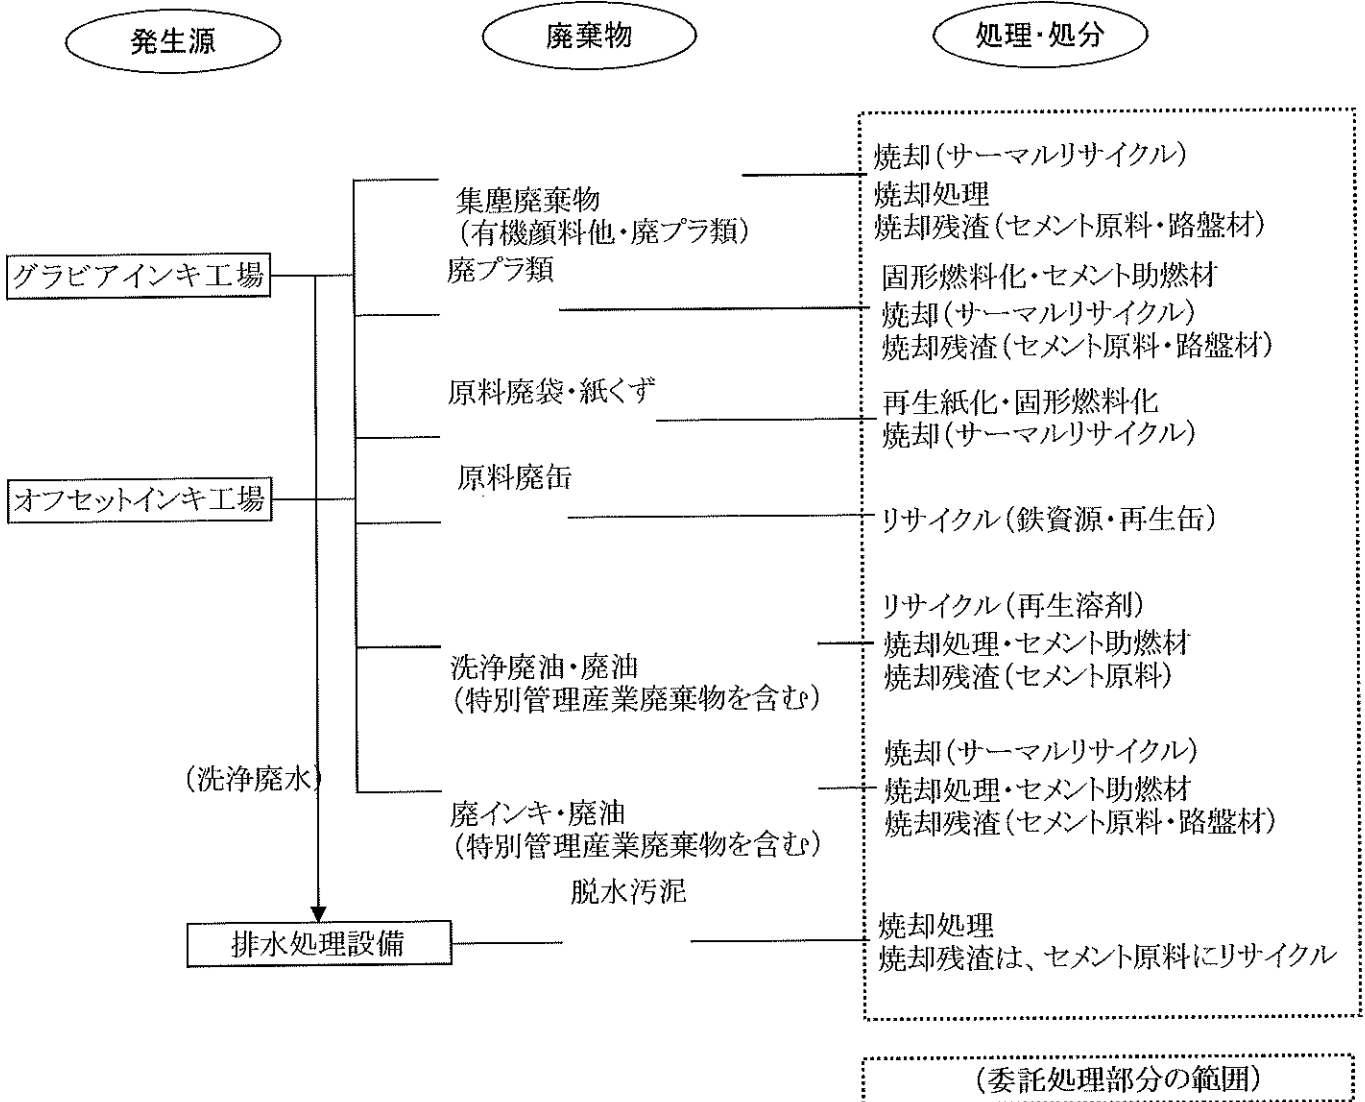 発生源
廃棄物
処理・処分
グラビアインキ工場
オフセットインキ工場
(洗浄廃水)
排水処理設備
集塵廃棄物
(有機顔料他・廃プラ類)
廃プラ類
原料廃袋・紙くず
原料廃缶
洗浄廃油・廃油
(特別管理産業廃棄物を含む)
廃インキ・廃油
(特別管理産業廃棄物を含む)
脱水汚泥
焼却(サーマルリサイクル)
焼却処理
焼却残渣(セメント原料・路盤材)
固形燃料化・セメント助燃材
焼却(サーマルリサイクル)
焼却残渣(セメント原料・路盤材)
再生紙化・固形燃料化
焼却(サーマルリサイクル)
リサイクル(鉄資源・再生缶)
リサイクル(再生溶剤)
焼却処理・セメント助燃材
焼却残渣(セメント原料)
焼却(サーマルリサイクル)
焼却処理・セメント助燃材
焼却残渣(セメント原料・路盤材)
焼却処理
焼却残渣は、セメント原料にリサイクル
(委託処理部分の範囲)